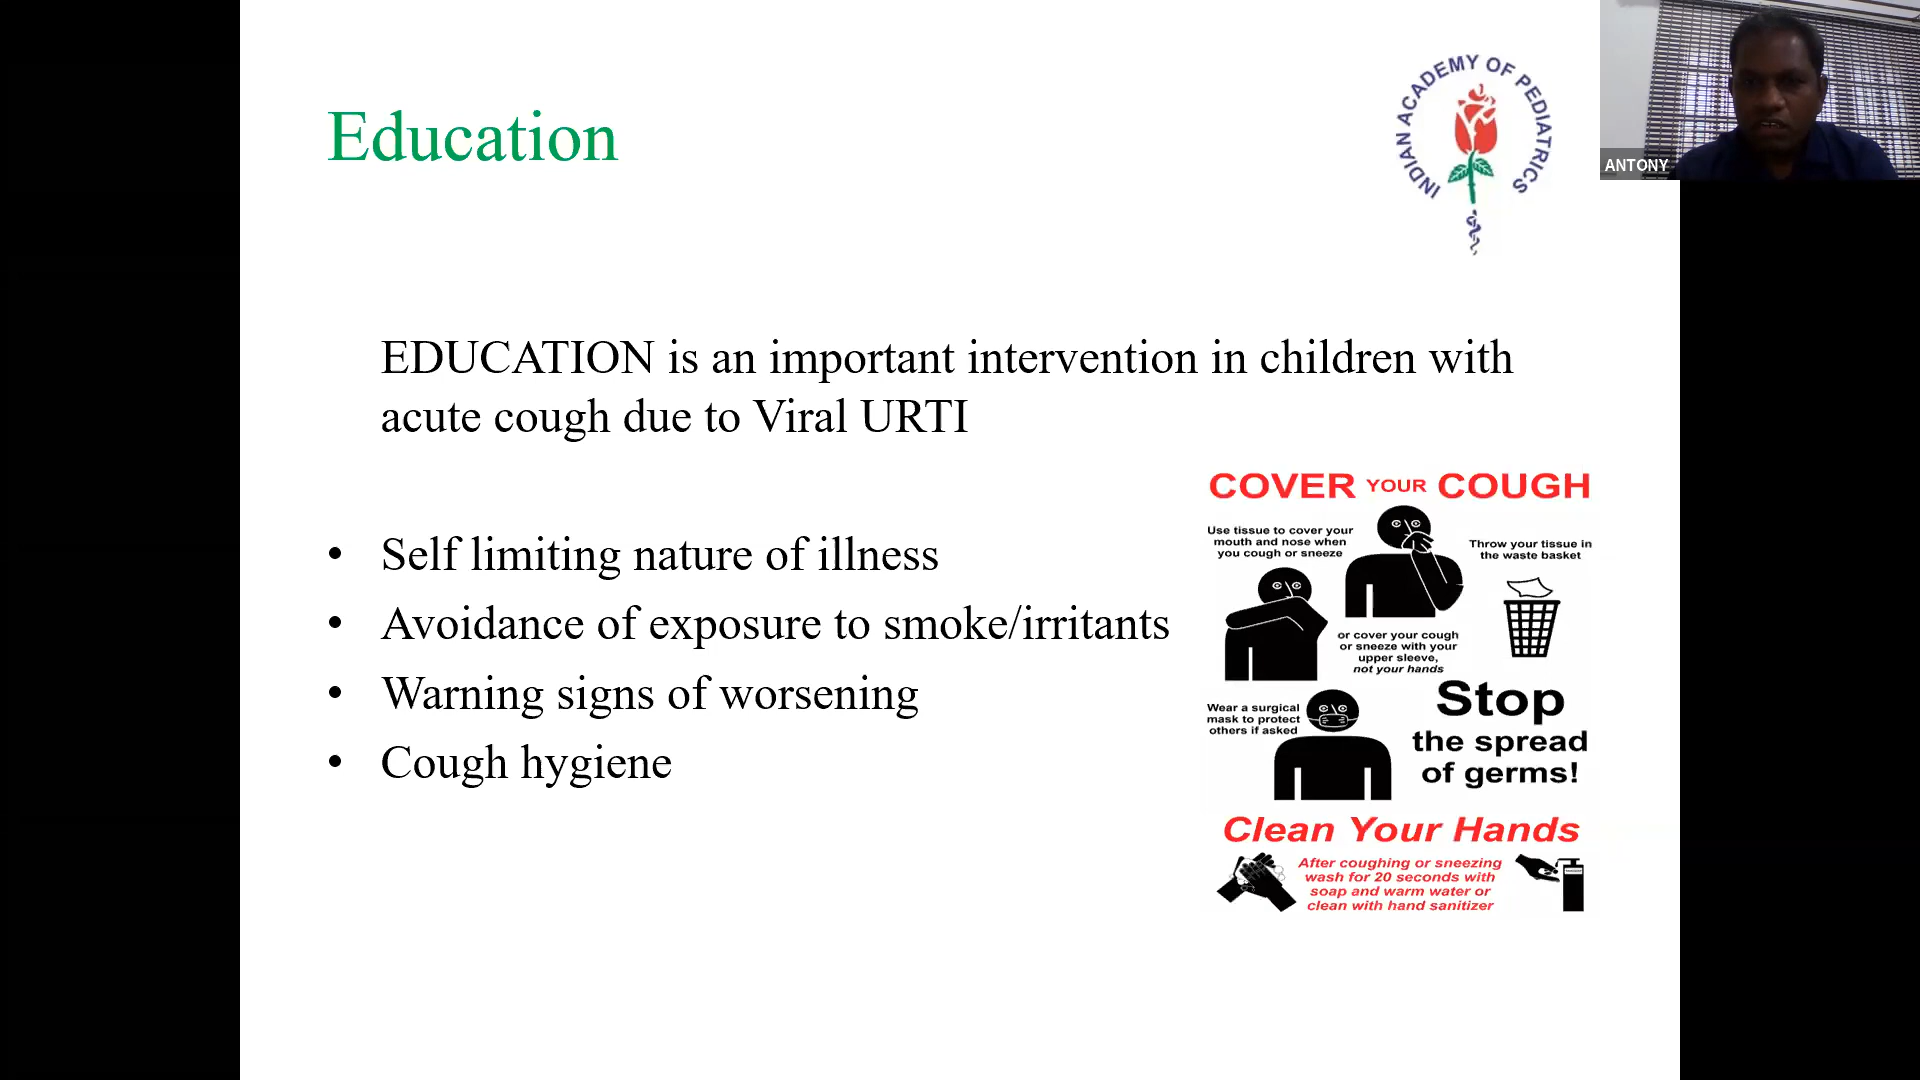 Education
INDIAN ACADEMY OF PEDIATRICS
ANTONY
EDUCATION is an important intervention in children with
acute cough due to Viral URTI
• Self limiting nature of illness
• Avoidance of exposure to smoke/irritants
• Warning signs of worsening
• Cough hygiene
COVER YOUR COUGH
Use tissue to cover your
mouth and nose when
you cough or sneeze
Throw your tissue in
the waste basket
or cover your cough
or sneeze with your
upper sleeve,
not your hands
Wear a surgical
mask to protect
others if asked
Stop
the spread
of germs!
Clean Your Hands
After coughing or sneezing
wash for 20 seconds with
soap and warm water or
clean with hand sanitizer